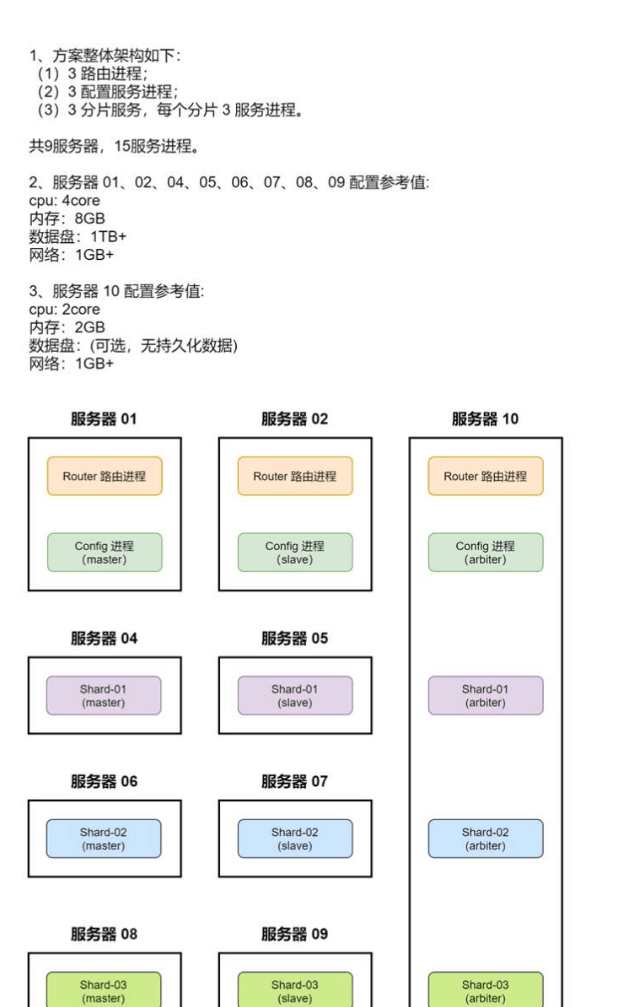 1、方案整体架构如下:
（1）3 路由进程;
（2）3 配置服务进程;
（3）3 分片服务，每个分片 3 服务进程。
共9服务器，15服务进程。
2、服务器 01、02、04、05、06、07、08、09 配置参考值:
cpu: 4core
内存：8GB
数据盘：1TB+
网络：1GB+
3、服务器 10 配置参考值:
cpu: 2core
内存：2GB
数据盘：(可选，无持久化数据)
网络：1GB+
服务器 01 服务器 02 服务器 10
Router 路由进程 Router 路由进程 Router 路由进程
Config 进程 Config 进程 Config 进程
(master) (slave) (arbiter)
服务器 04 服务器 05
Shard-01 Shard-01 Shard-01
(master) (slave) (arbiter)
服务器 06 服务器 07
Shard-02 Shard-02 Shard-02
(master) (slave) (arbiter)
服务器 08 服务器 09
Shard-03 Shard-03 Shard-03
(master) (slave) (arbiter)